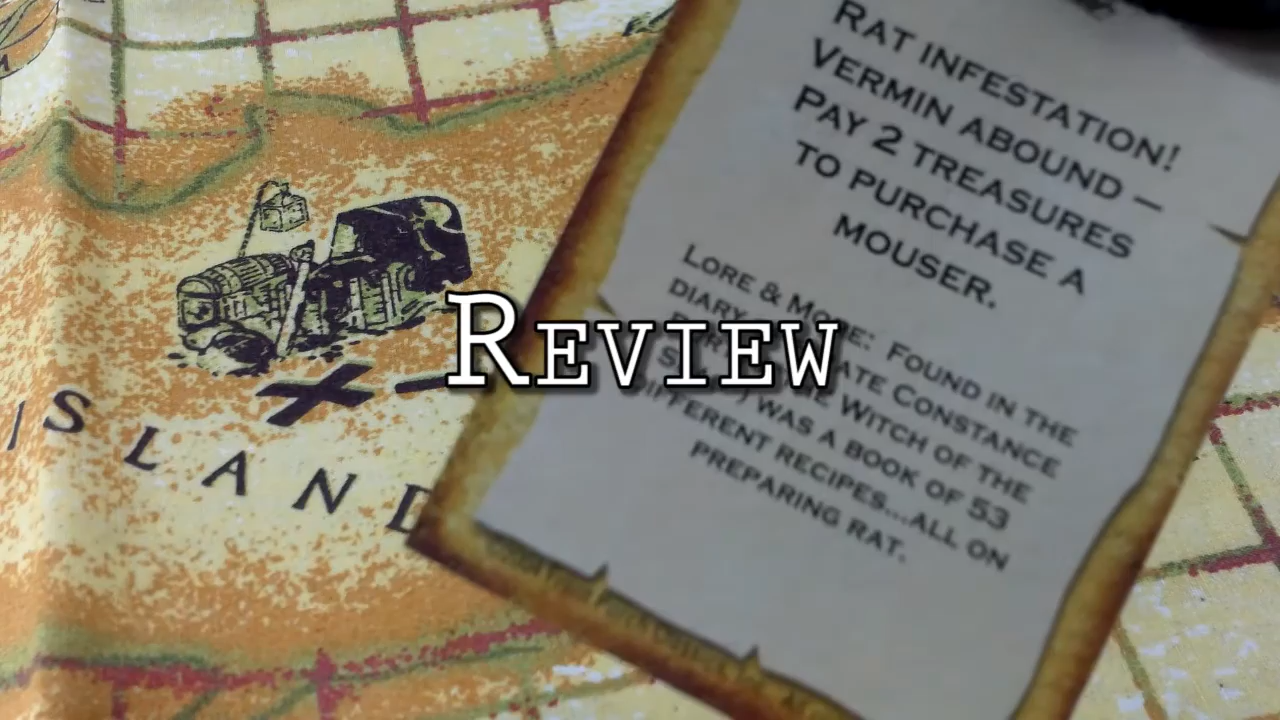 Rat infestation!
Vermin abound –
Pay 2 treasures
to purchase a
mouser.
Lore & More: Found in the
diary
ate Constance
Witch of the
was a book of 53
different recipes...all on
preparing rat.
Review
X
ISLAND